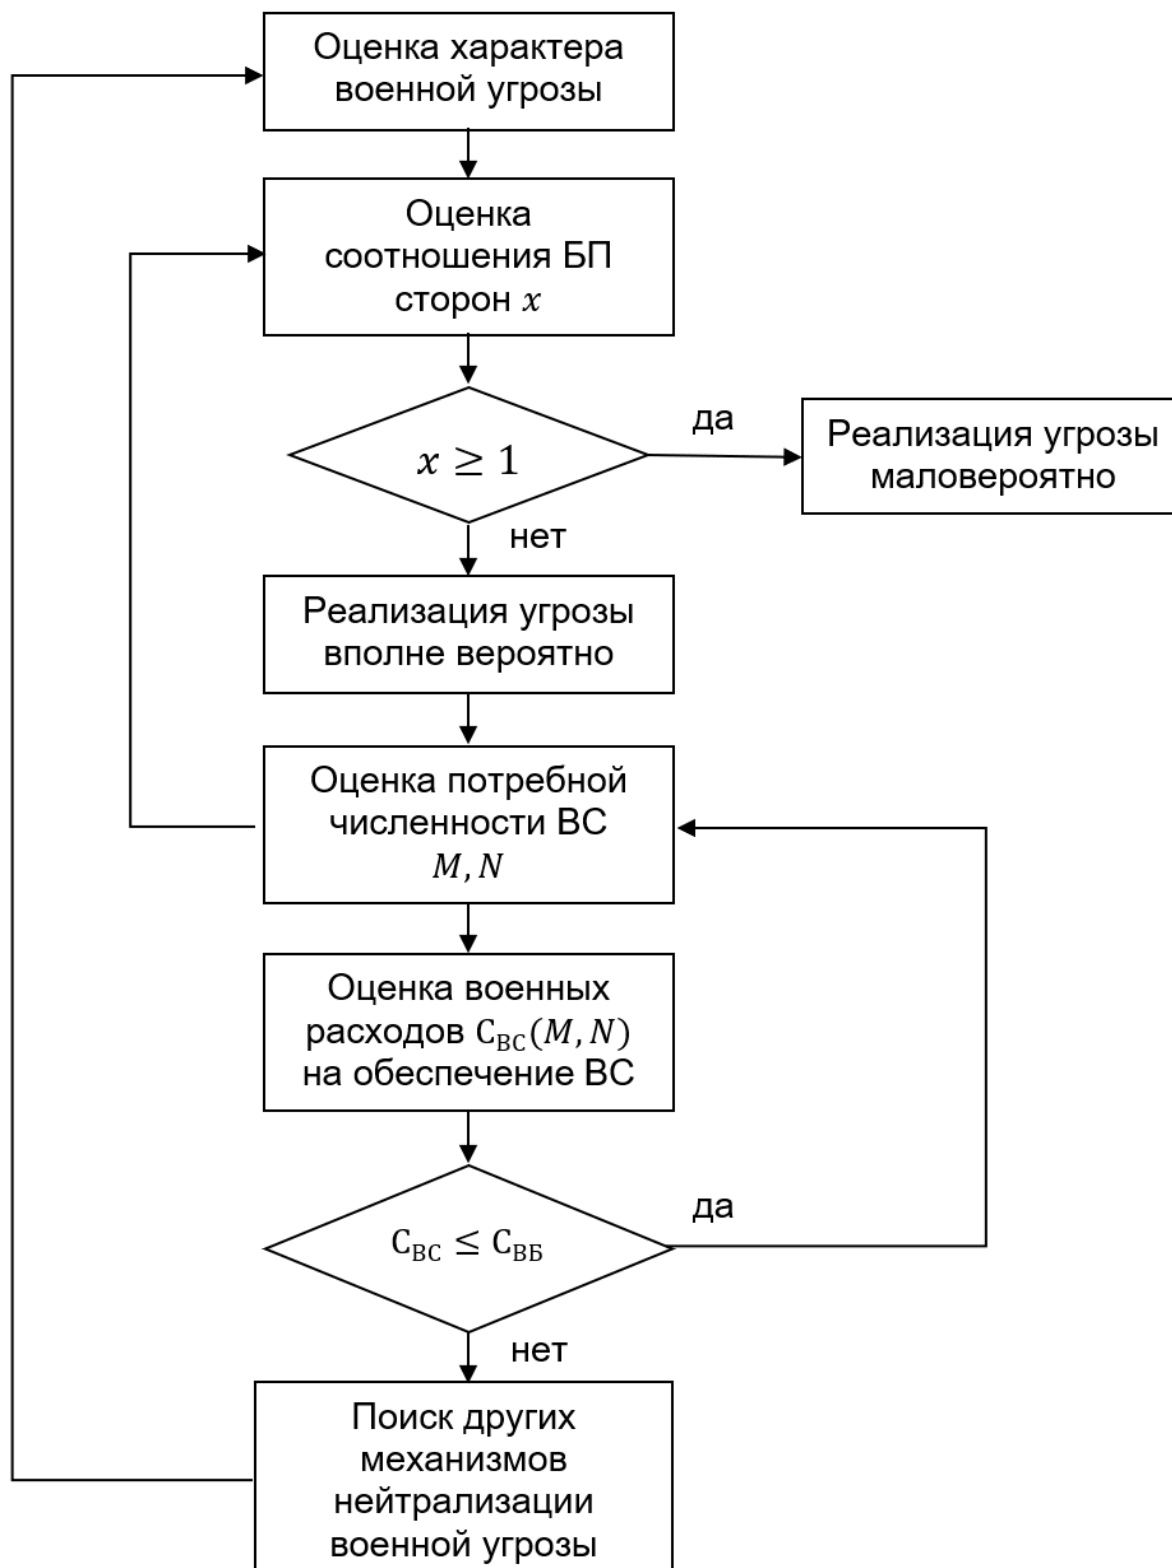 Оценка характера
военной угрозы
Оценка
соотношения БП
сторон x
x ≥ 1
да
Реализация угрозы
маловероятно
нет
Реализация угрозы
вполне вероятно
Оценка потребной
численности ВС
M, N
Оценка военных
расходов C_ВС(M, N)
на обеспечение ВС
C_ВС ≤ C_ВБ
да
нет
Поиск других
механизмов
нейтрализации
военной угрозы